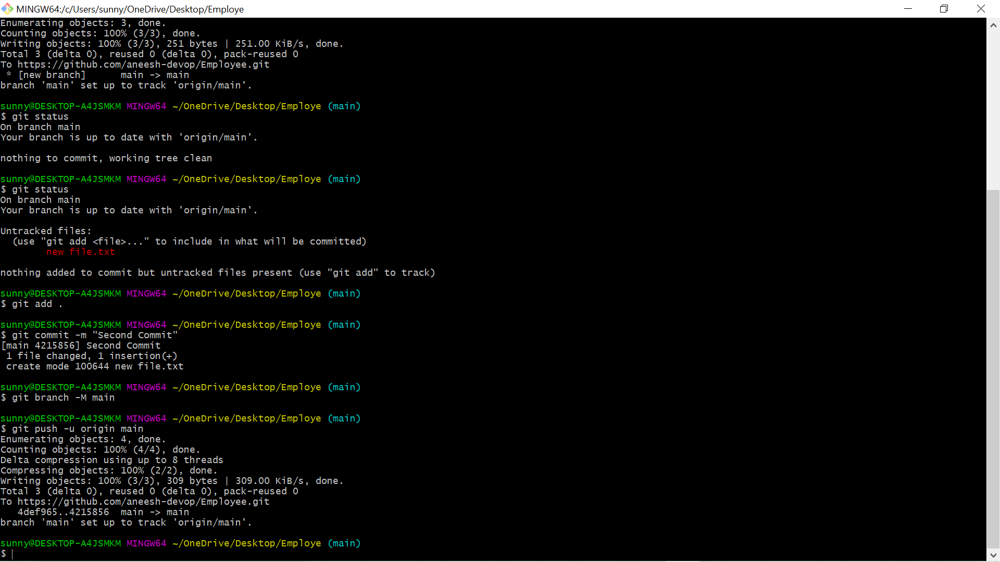 MINGW64:/c/Users/sunny/OneDrive/Desktop/Employe
Enumerating objects: 3, done.
Counting objects: 100% (3/3), done.
Writing objects: 100% (3/3), 251 bytes | 251.00 KiB/s, done.
Total 3 (delta 0), reused 0 (delta 0), pack-reused 0
To https://github.com/aneesh-devop/Employee.git
 * [new branch]      main -> main
branch 'main' set up to track 'origin/main'.

sunny@DESKTOP-A4JSMKM MINGW64 ~/OneDrive/Desktop/Employe (main)
$ git status
On branch main
Your branch is up to date with 'origin/main'.

nothing to commit, working tree clean

sunny@DESKTOP-A4JSMKM MINGW64 ~/OneDrive/Desktop/Employe (main)
$ git status
On branch main
Your branch is up to date with 'origin/main'.

Untracked files:
  (use "git add <file>..." to include in what will be committed)
        new file.txt

nothing added to commit but untracked files present (use "git add" to track)

sunny@DESKTOP-A4JSMKM MINGW64 ~/OneDrive/Desktop/Employe (main)
$ git add .

sunny@DESKTOP-A4JSMKM MINGW64 ~/OneDrive/Desktop/Employe (main)
$ git commit -m "Second Commit"
[main 4215856] Second Commit
 1 file changed, 1 insertion(+)
 create mode 100644 new file.txt

sunny@DESKTOP-A4JSMKM MINGW64 ~/OneDrive/Desktop/Employe (main)
$ git branch -M main

sunny@DESKTOP-A4JSMKM MINGW64 ~/OneDrive/Desktop/Employe (main)
$ git push -u origin main
Enumerating objects: 4, done.
Counting objects: 100% (4/4), done.
Delta compression using up to 8 threads
Compressing objects: 100% (2/2), done.
Writing objects: 100% (3/3), 309 bytes | 309.00 KiB/s, done.
Total 3 (delta 0), reused 0 (delta 0), pack-reused 0
To https://github.com/aneesh-devop/Employee.git
   4def965..4215856  main -> main
branch 'main' set up to track 'origin/main'.

sunny@DESKTOP-A4JSMKM MINGW64 ~/OneDrive/Desktop/Employe (main)
$